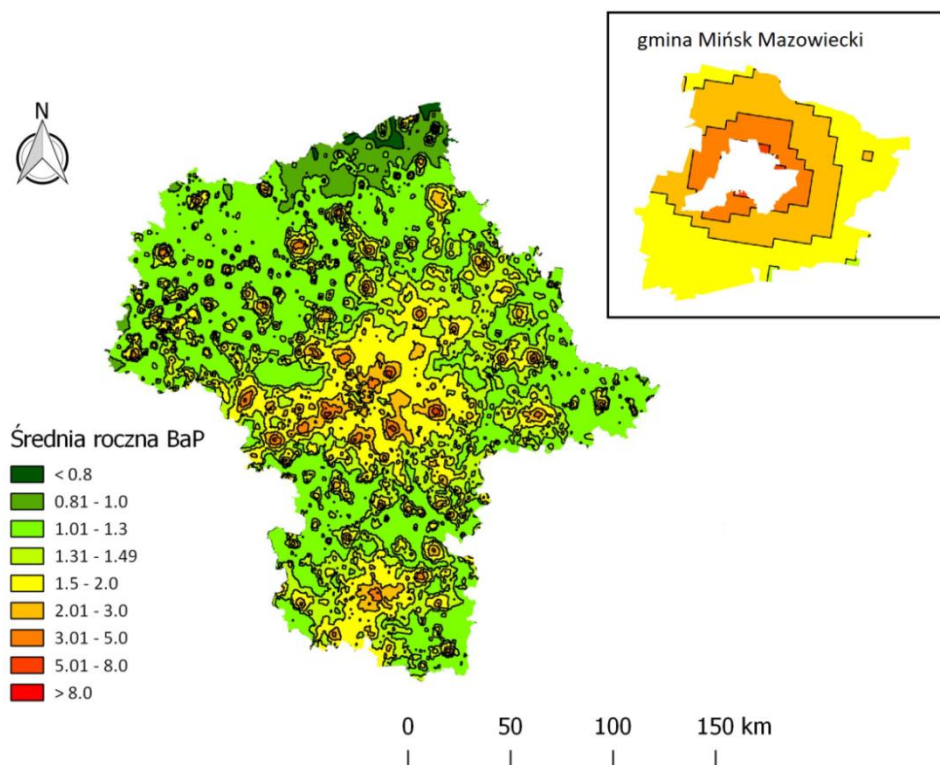 gmina Mińsk Mazowiecki
N
Średnia roczna BaP
< 0.8
0.81 - 1.0
1.01 - 1.3
1.31 - 1.49
1.5 - 2.0
2.01 - 3.0
3.01 - 5.0
5.01 - 8.0
> 8.0
0 50 100 150 km